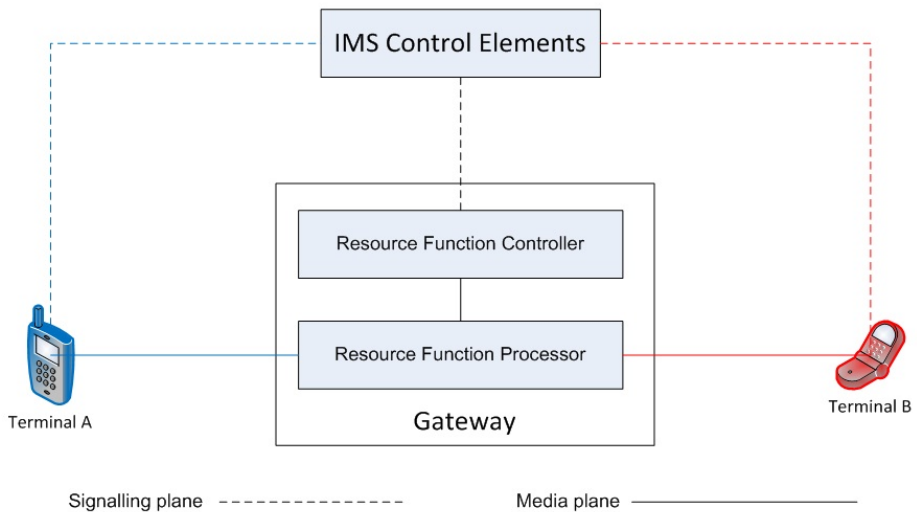 IMS Control Elements
Resource Function Controller
Resource Function Processor
Gateway
Terminal A
Terminal B
Signalling plane
Media plane